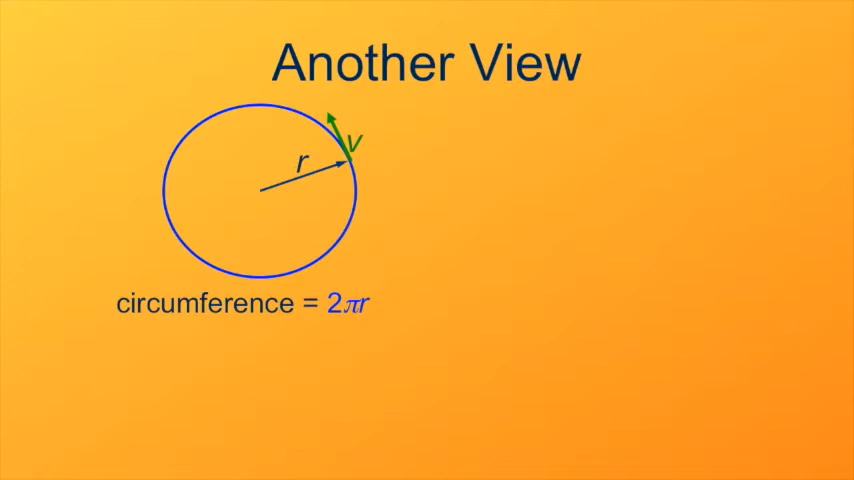 Another View
v
r
circumference = 2πr